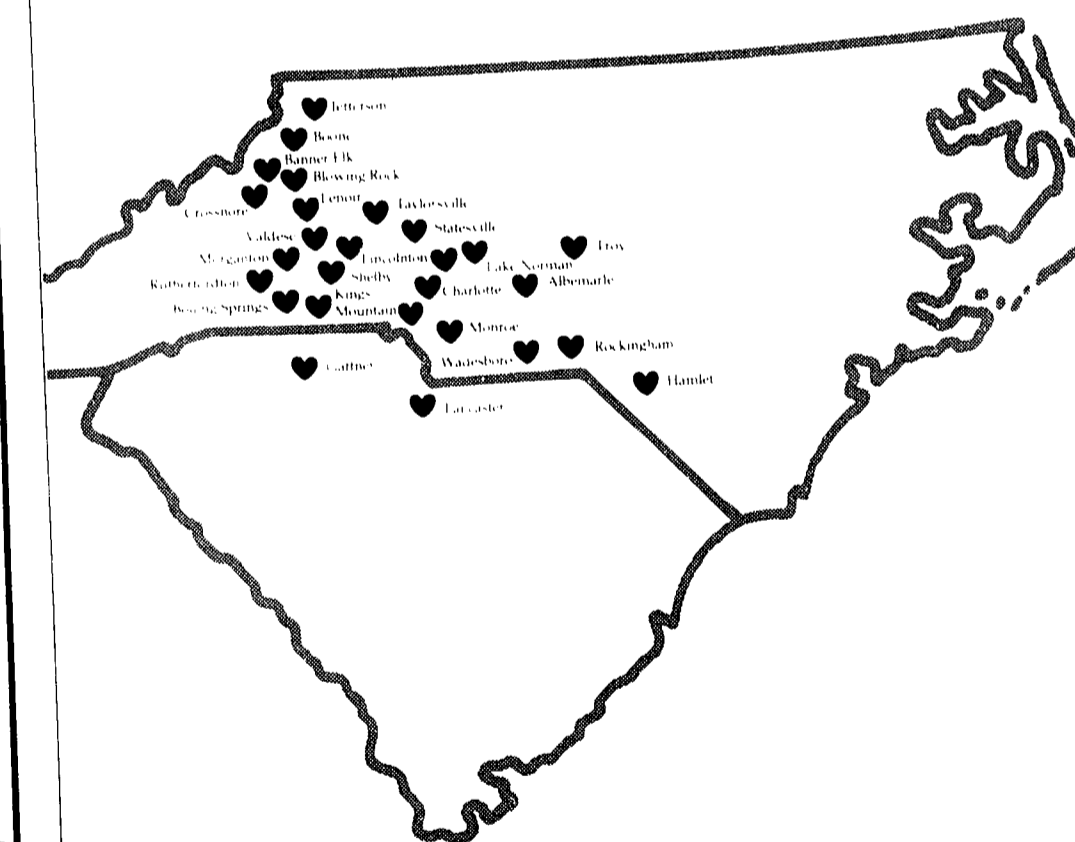 Jefferson
Boone
Banner Elk
Blowing Rock
Crossnore
Lenoir
Taylorsville
Statesville
Valdese
Morganton
Lincolnton
Lake Norman
Troy
Rutherfordton
Shelby
Charlotte
Albemarle
Boiling Springs
Kings
Mountain
Monroe
Wadesboro
Rockingham
Gaffney
Hamlet
Lancaster